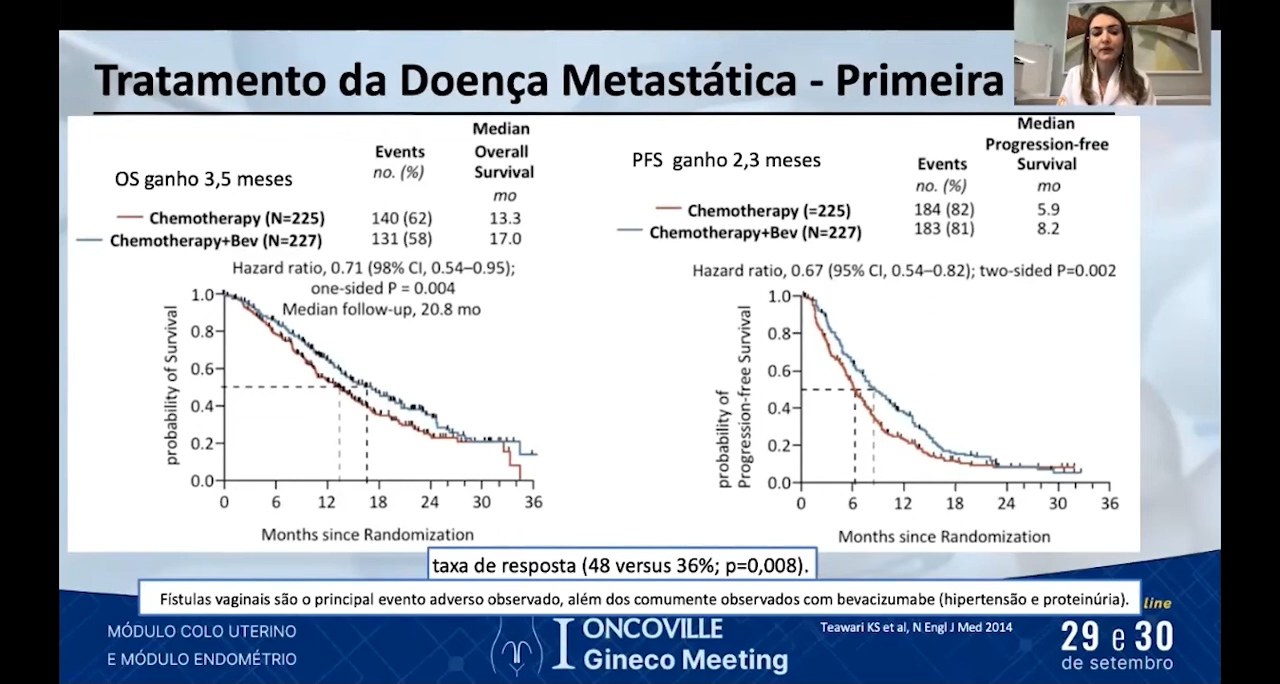 Tratamento da Doença Metastática - Primeira
OS ganho 3,5 meses
Events
no. (%)
Median
Overall
Survival
mo
Chemotherapy (N=225) 140 (62) 13.3
Chemotherapy+Bev (N=227) 131 (58) 17.0
Hazard ratio, 0.71 (98% CI, 0.54–0.95);
one-sided P = 0.004
Median follow-up, 20.8 mo
probability of Survival
1.0
0.8
0.6
0.4
0.2
0.0
0 6 12 18 24 30 36
Months since Randomization
PFS ganho 2,3 meses
Events
no. (%)
Median
Progression-free
Survival
mo
Chemotherapy (=225) 184 (82) 5.9
Chemotherapy+Bev (N=227) 183 (81) 8.2
Hazard ratio, 0.67 (95% CI, 0.54–0.82); two-sided P=0.002
probability of
Progression-free Survival
1.0
0.8
0.6
0.4
0.2
0.0
0 6 12 18 24 30 36
Months since Randomization
taxa de resposta (48 versus 36%; p=0,008).
Fístulas vaginais são o principal evento adverso observado, além dos comumente observados com bevacizumabe (hipertensão e proteinúria).
line
MÓDULO COLO UTERINO
E MÓDULO ENDOMÉTRIO
I ONCOVILLE
Gineco Meeting
Teawari KS et al, N Engl J Med 2014
29 e 30
de setembro